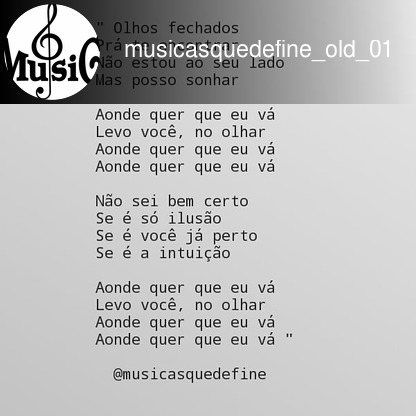 MusiC
musicasquedefine_old_01
" Olhos fechados
Prá te encontrar
Não estou ao seu lado
Mas posso sonhar
Aonde quer que eu vá
Levo você, no olhar
Aonde quer que eu vá
Aonde quer que eu vá
Não sei bem certo
Se é só ilusão
Se é você já perto
Se é a intuição
Aonde quer que eu vá
Levo você, no olhar
Aonde quer que eu vá
Aonde quer que eu vá "
@musicasquedefine